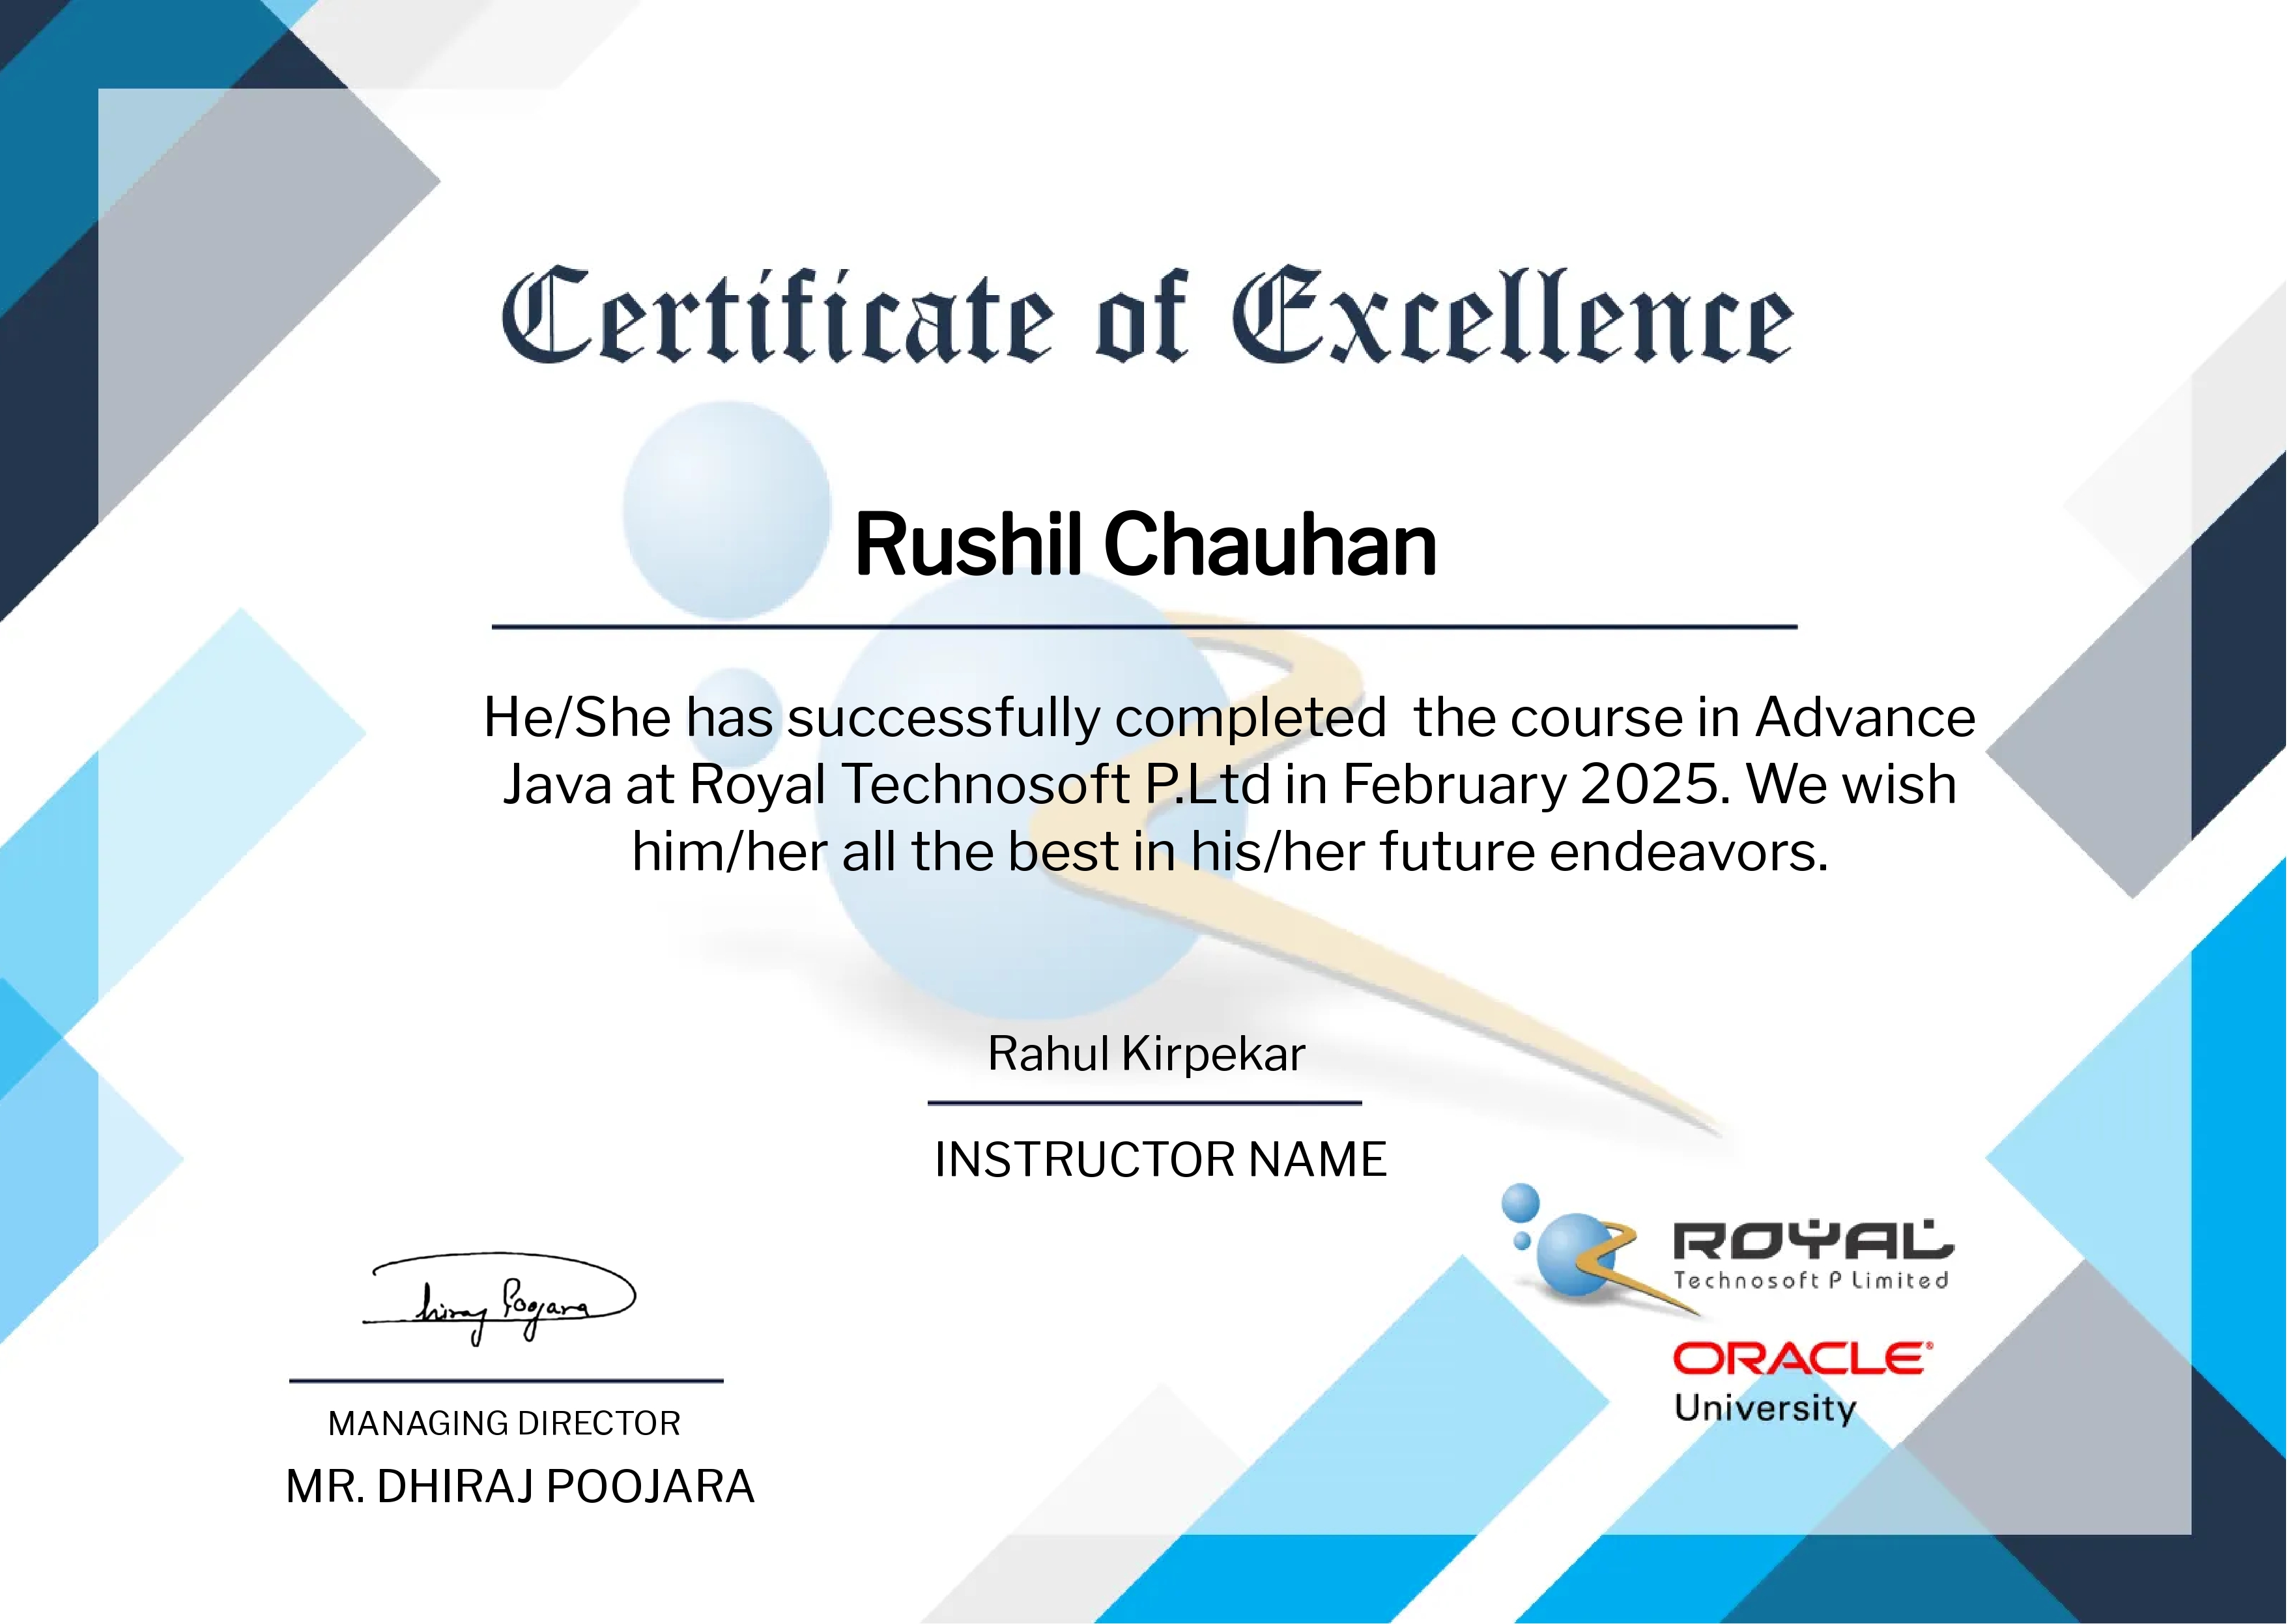 Certificate of Excellence
Rushil Chauhan
He/She has successfully completed  the course in Advance
Java at Royal Technosoft P.Ltd in February 2025. We wish
him/her all the best in his/her future endeavors.
Rahul Kirpekar
INSTRUCTOR NAME
ROYAL
Technosoft P Limited
ORACLE®
University
Dhiraj Poojara
MANAGING DIRECTOR
MR. DHIRAJ POOJARA